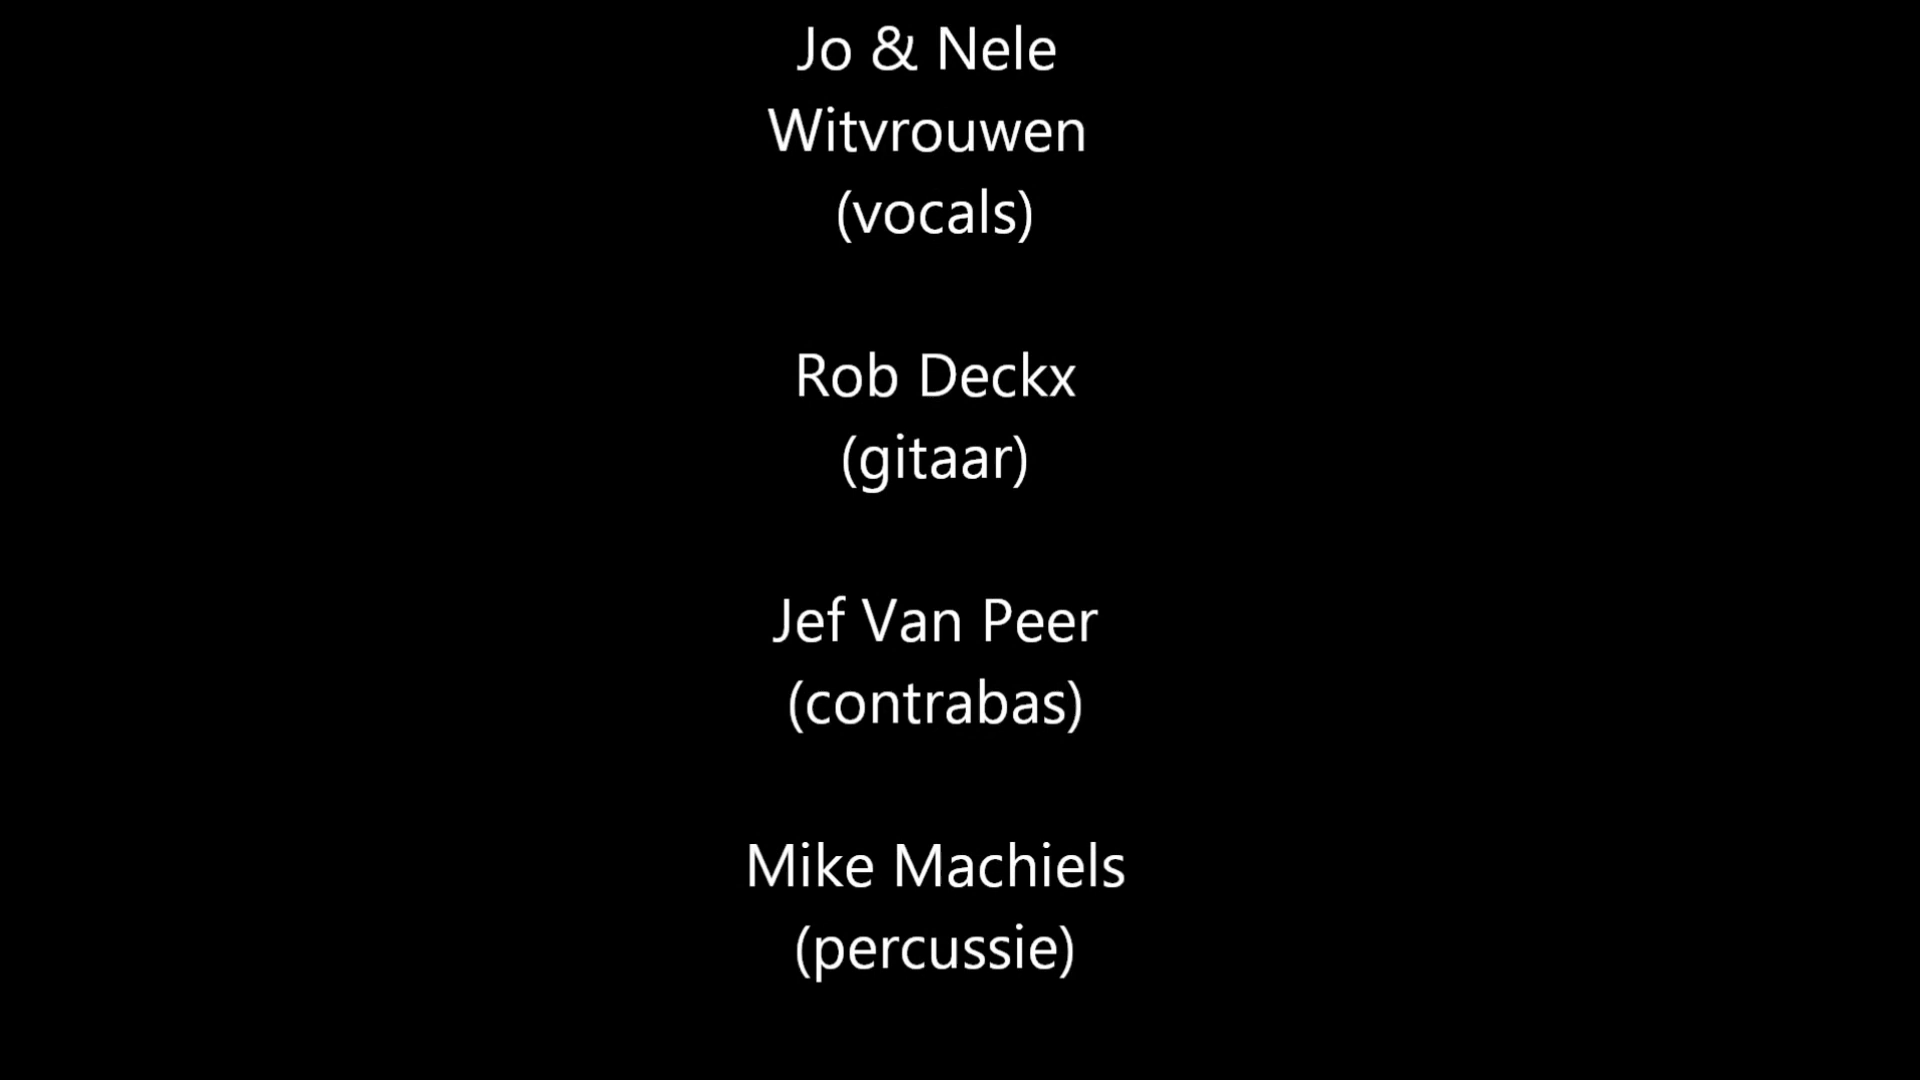 Jo & Nele
Witvrouwen
(vocals)
Rob Deckx
(gitaar)
Jef Van Peer
(contrabas)
Mike Machiels
(percussie)